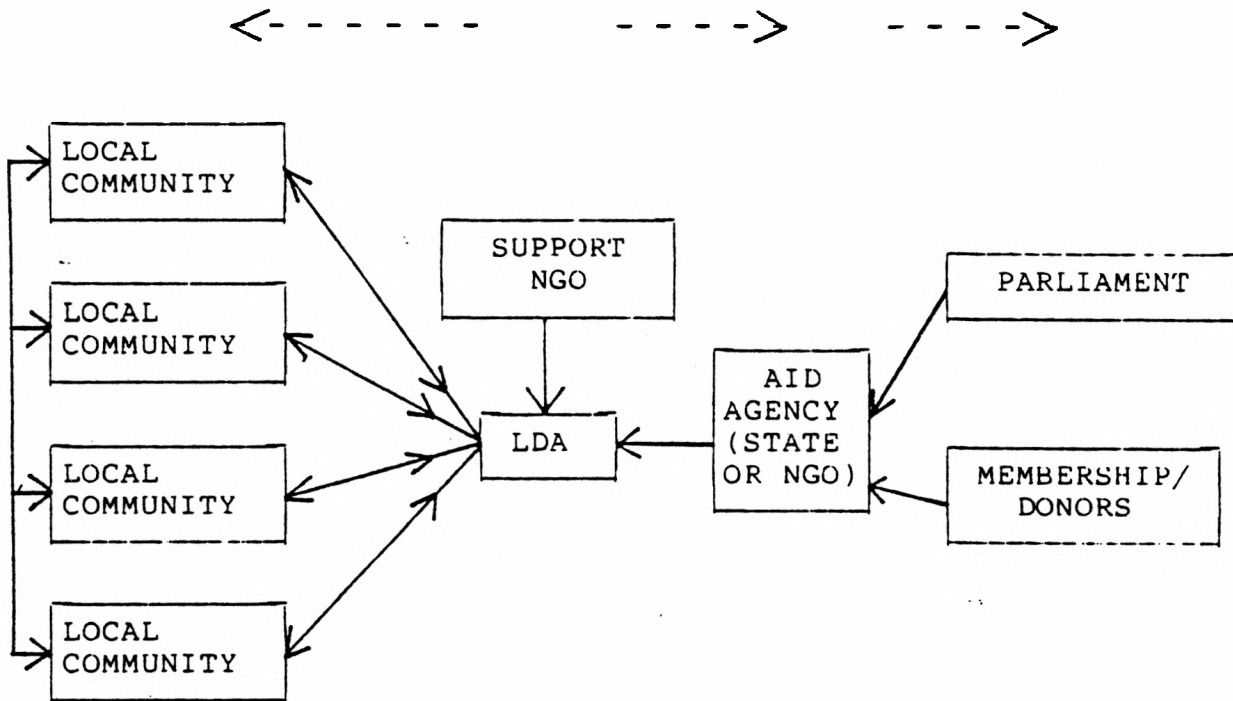 LOCAL
COMMUNITY
LOCAL
COMMUNITY
LOCAL
COMMUNITY
LOCAL
COMMUNITY
SUPPORT
NGO
LDA
AID
AGENCY
(STATE
OR NGO)
PARLIAMENT
MEMBERSHIP/
DONORS